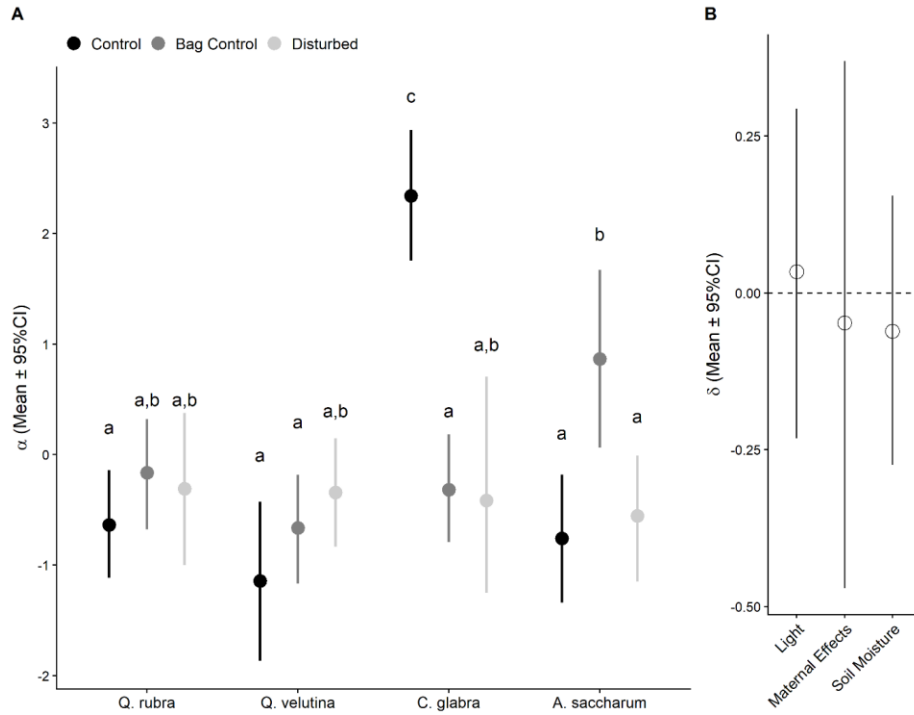 A
Control Bag Control Disturbed
c
b
a,b
a a,b a,b
a a a,b
a
a a
3
2
1
0
-1
-2
α (Mean ± 95%CI)
Q. rubra Q. velutina C. glabra A. saccharum
B
0.25
0.00
-0.25
-0.50
δ (Mean ± 95%CI)
Light
Maternal Effects
Soil Moisture